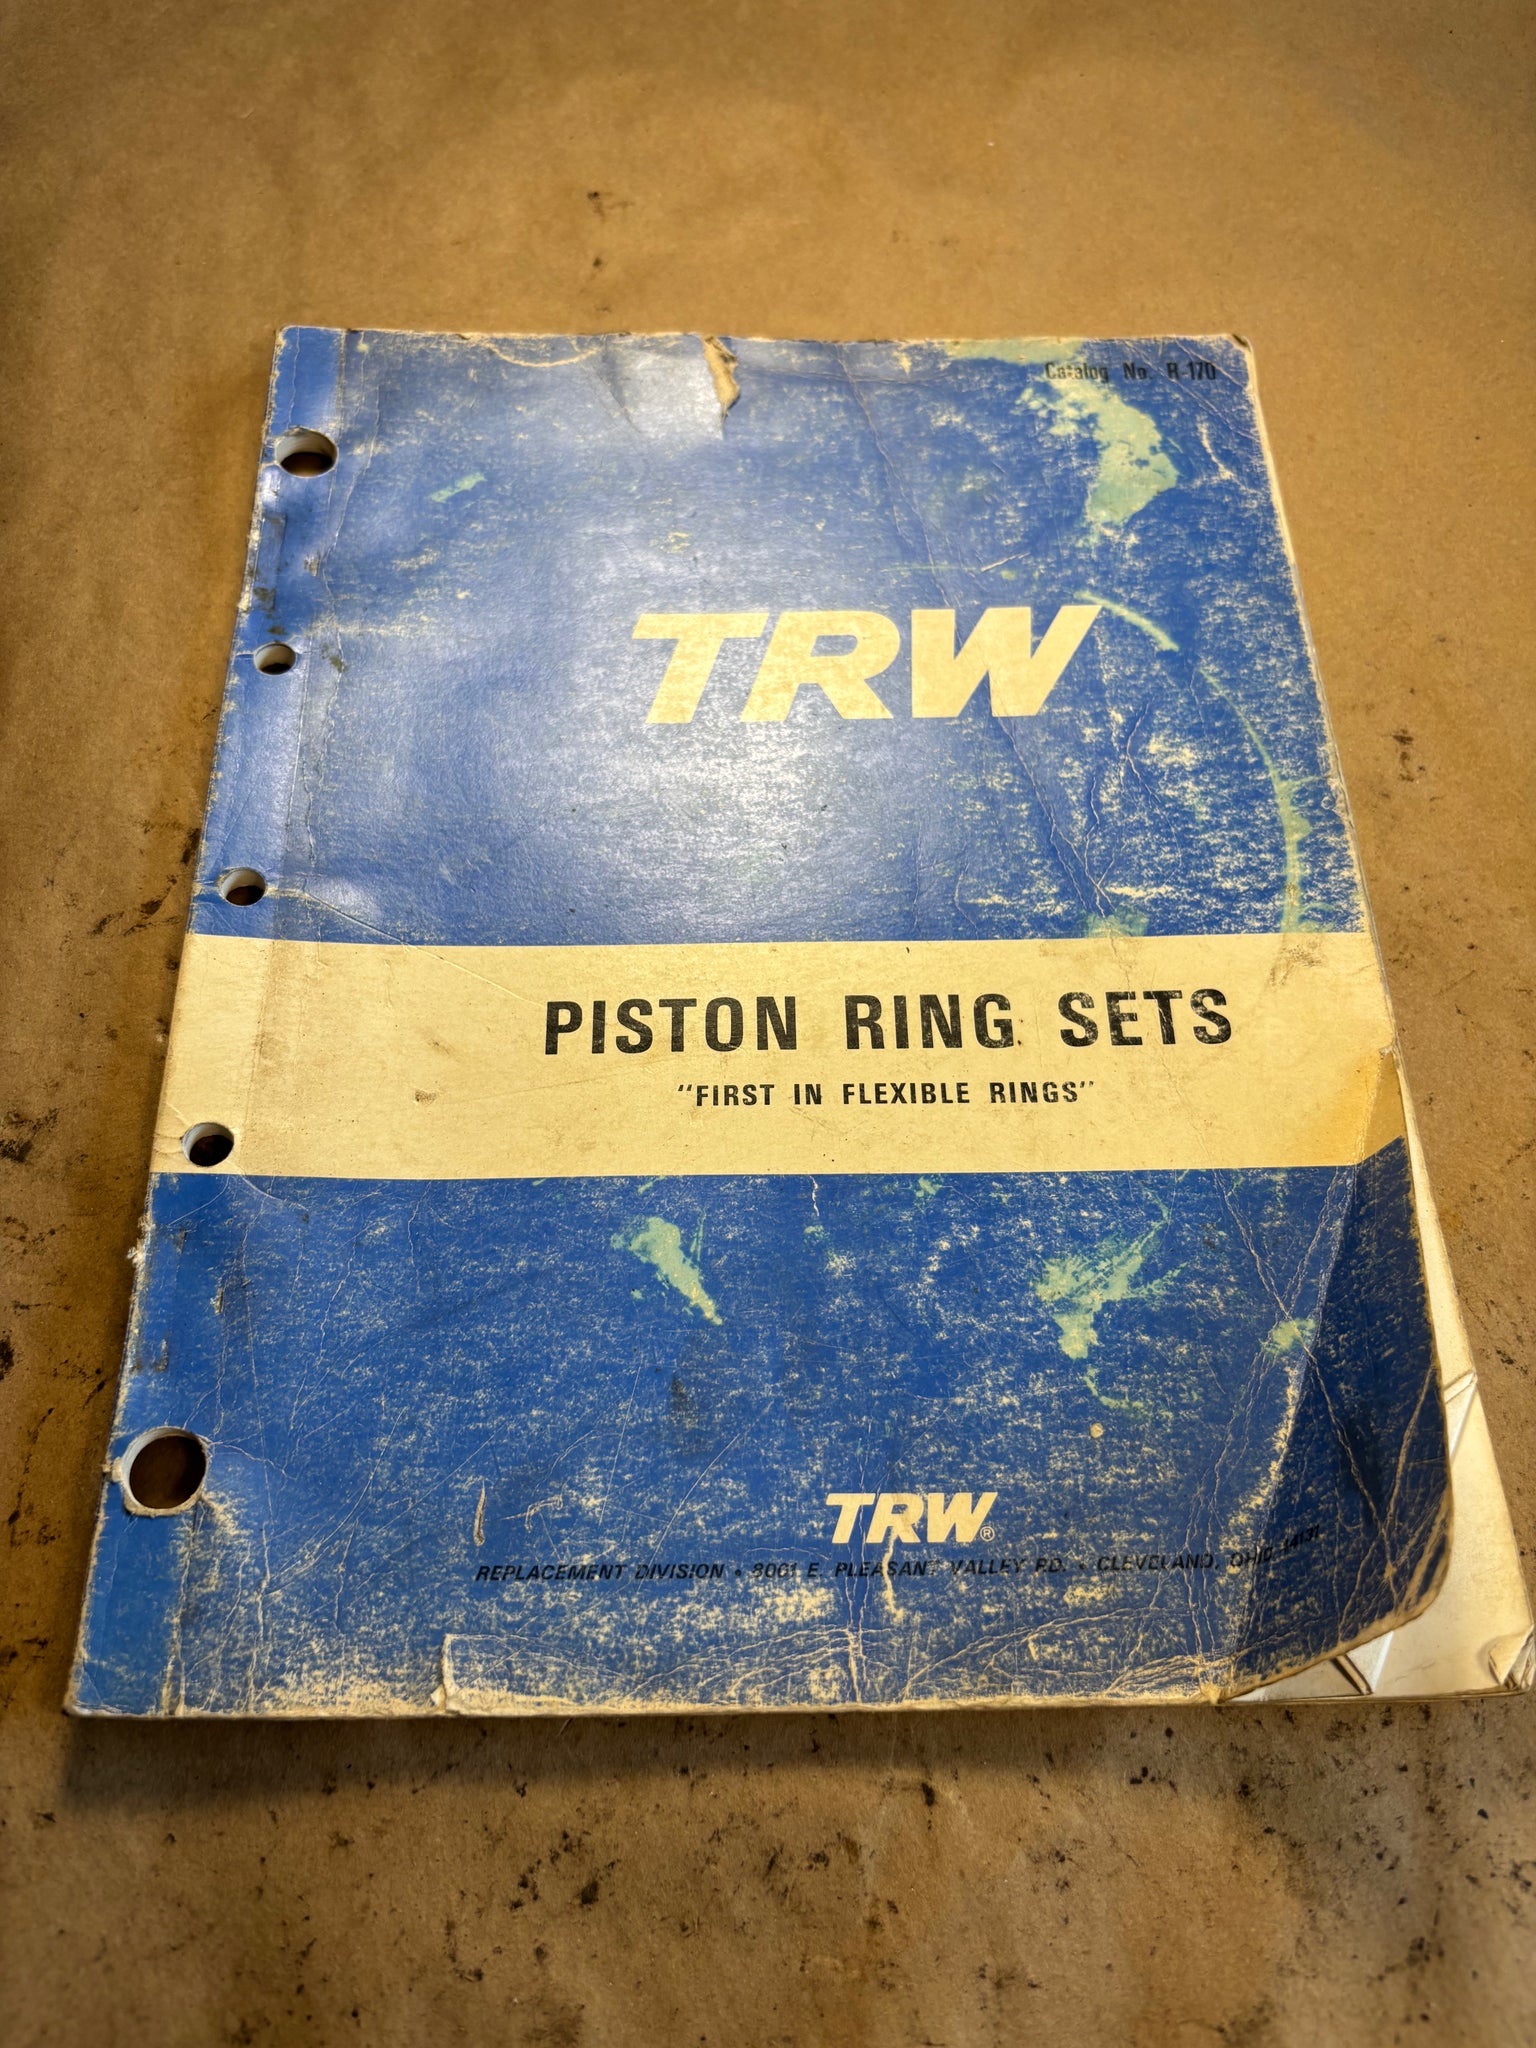 Catalog No. R-170
TRW
PISTON RING SETS
"FIRST IN FLEXIBLE RINGS"
TRW®
REPLACEMENT DIVISION • 8001 E. PLEASANT VALLEY RD. • CLEVELAND, OHIO 44131